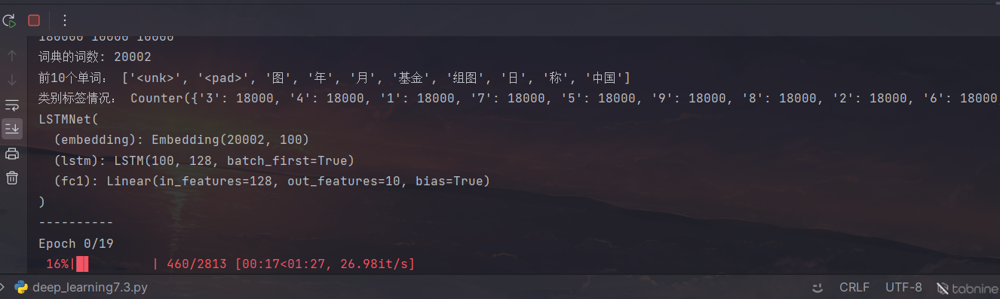 180000 10000 10000
词典的词数: 20002
前10个单词: ['<unk>', '<pad>', '图', '年', '月', '基金', '组图', '日', '称', '中国']
类别标签情况: Counter({'3': 18000, '4': 18000, '1': 18000, '7': 18000, '5': 18000, '9': 18000, '8': 18000, '2': 18000, '6': 18000
LSTMNet(
(embedding): Embedding(20002, 100)
(lstm): LSTM(100, 128, batch_first=True)
(fc1): Linear(in_features=128, out_features=10, bias=True)
)
----------
Epoch 0/19
16%|██ | 460/2813 [00:17<01:27, 26.98it/s]
deep_learning7.3.py CRLF UTF-8 tabnine